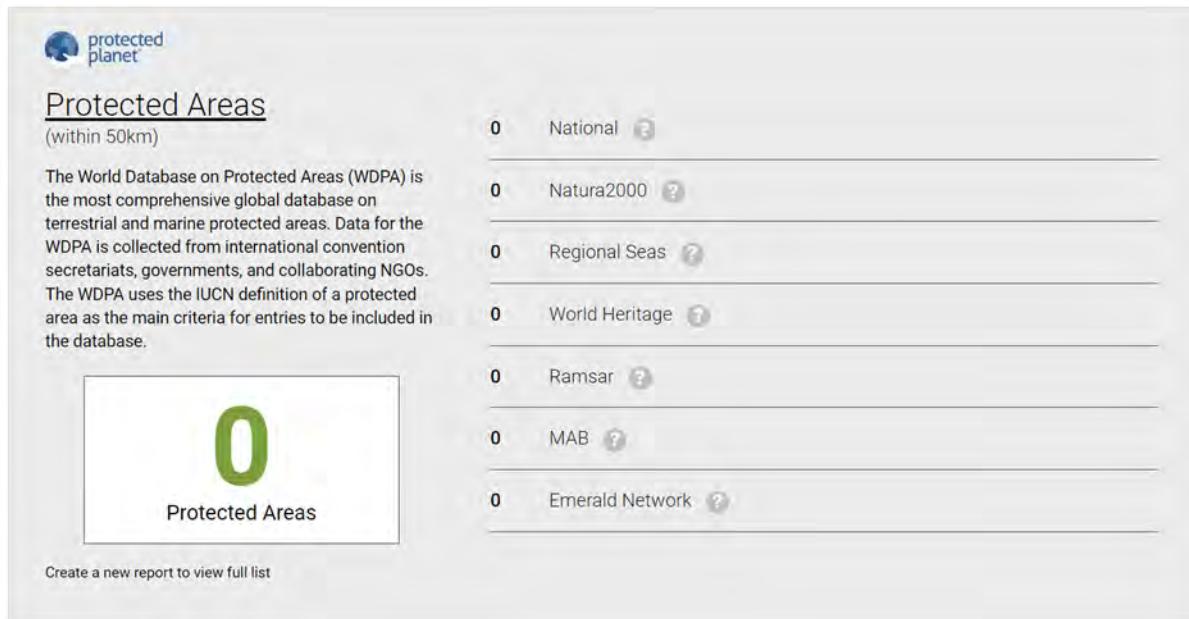 protected
planet
Protected Areas
(within 50km)
The World Database on Protected Areas (WDPA) is
the most comprehensive global database on
terrestrial and marine protected areas. Data for the
WDPA is collected from international convention
secretariats, governments, and collaborating NGOs.
The WDPA uses the IUCN definition of a protected
area as the main criteria for entries to be included in
the database.
0
Protected Areas
Create a new report to view full list
0 National ?
0 Natura2000 ?
0 Regional Seas ?
0 World Heritage ?
0 Ramsar ?
0 MAB ?
0 Emerald Network ?